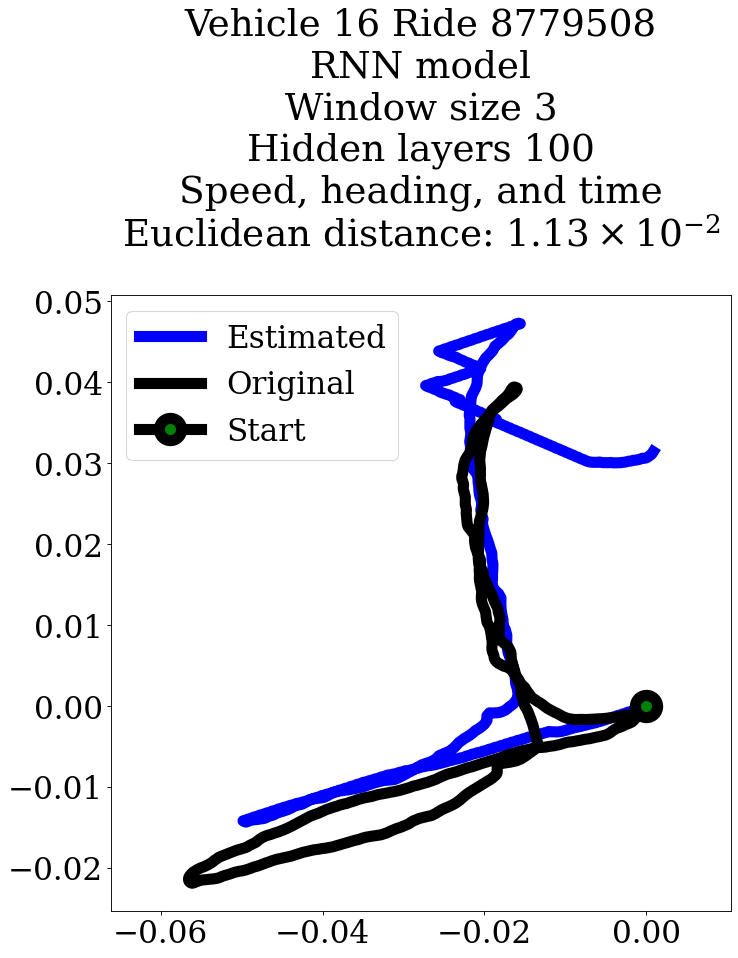 Vehicle 16 Ride 8779508
RNN model
Window size 3
Hidden layers 100
Speed, heading, and time
Euclidean distance: 1.13 × 10⁻²
0.05
0.04
0.03
0.02
0.01
0.00
−0.01
−0.02
Estimated
Original
Start
−0.06 −0.04 −0.02 0.00